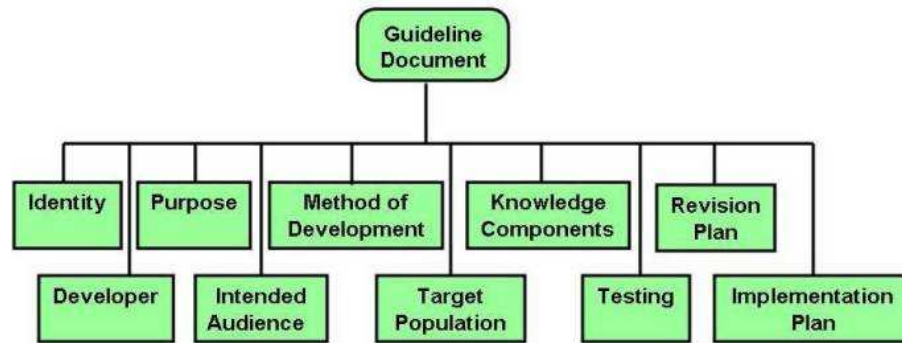 Guideline
Document
Identity
Purpose
Method of
Development
Knowledge
Components
Revision
Plan
Developer
Intended
Audience
Target
Population
Testing
Implementation
Plan